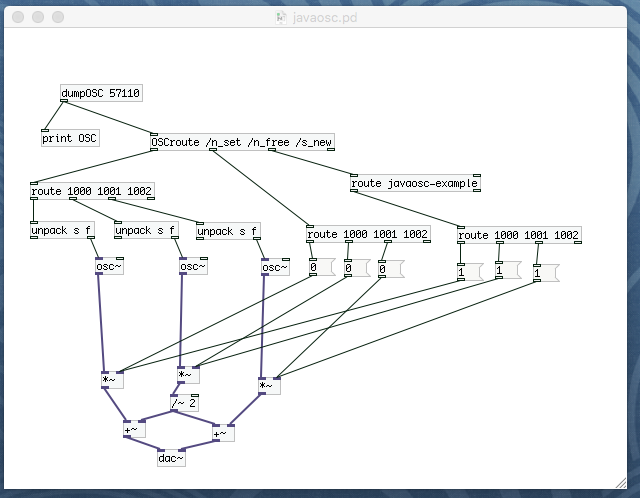 javaosc.pd
dumpOSC 57110
print OSC
OSCroute /n_set /n_free /s_new
route javaosc-example
route 1000 1001 1002
unpack s f
unpack s f
unpack s f
route 1000 1001 1002
route 1000 1001 1002
osc~
osc~
osc~
0
0
0
1
1
1
*~
*~
*~
/~ 2
+~
+~
dac~